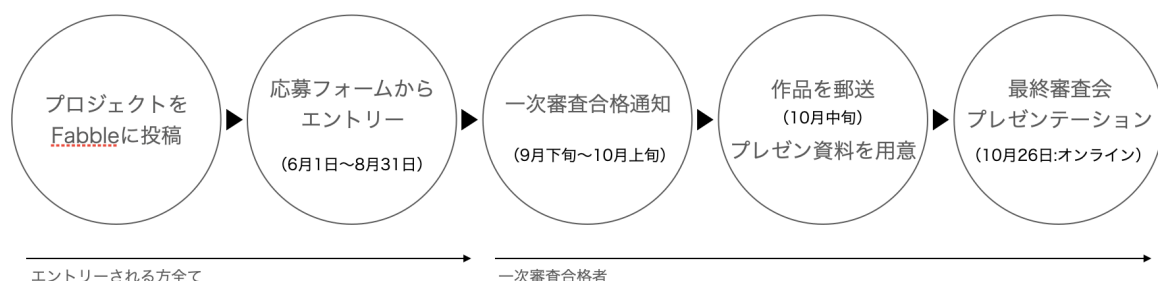 プロジェクトを
Fabbleに投稿
応募フォームから
エントリー
（6月1日〜8月31日）
一次審査合格通知
（9月下旬〜10月上旬）
作品を郵送
（10月中旬）
プレゼン資料を用意
最終審査会
プレゼンテーション
（10月26日:オンライン）
エントリーされる方全て
一次審査合格者